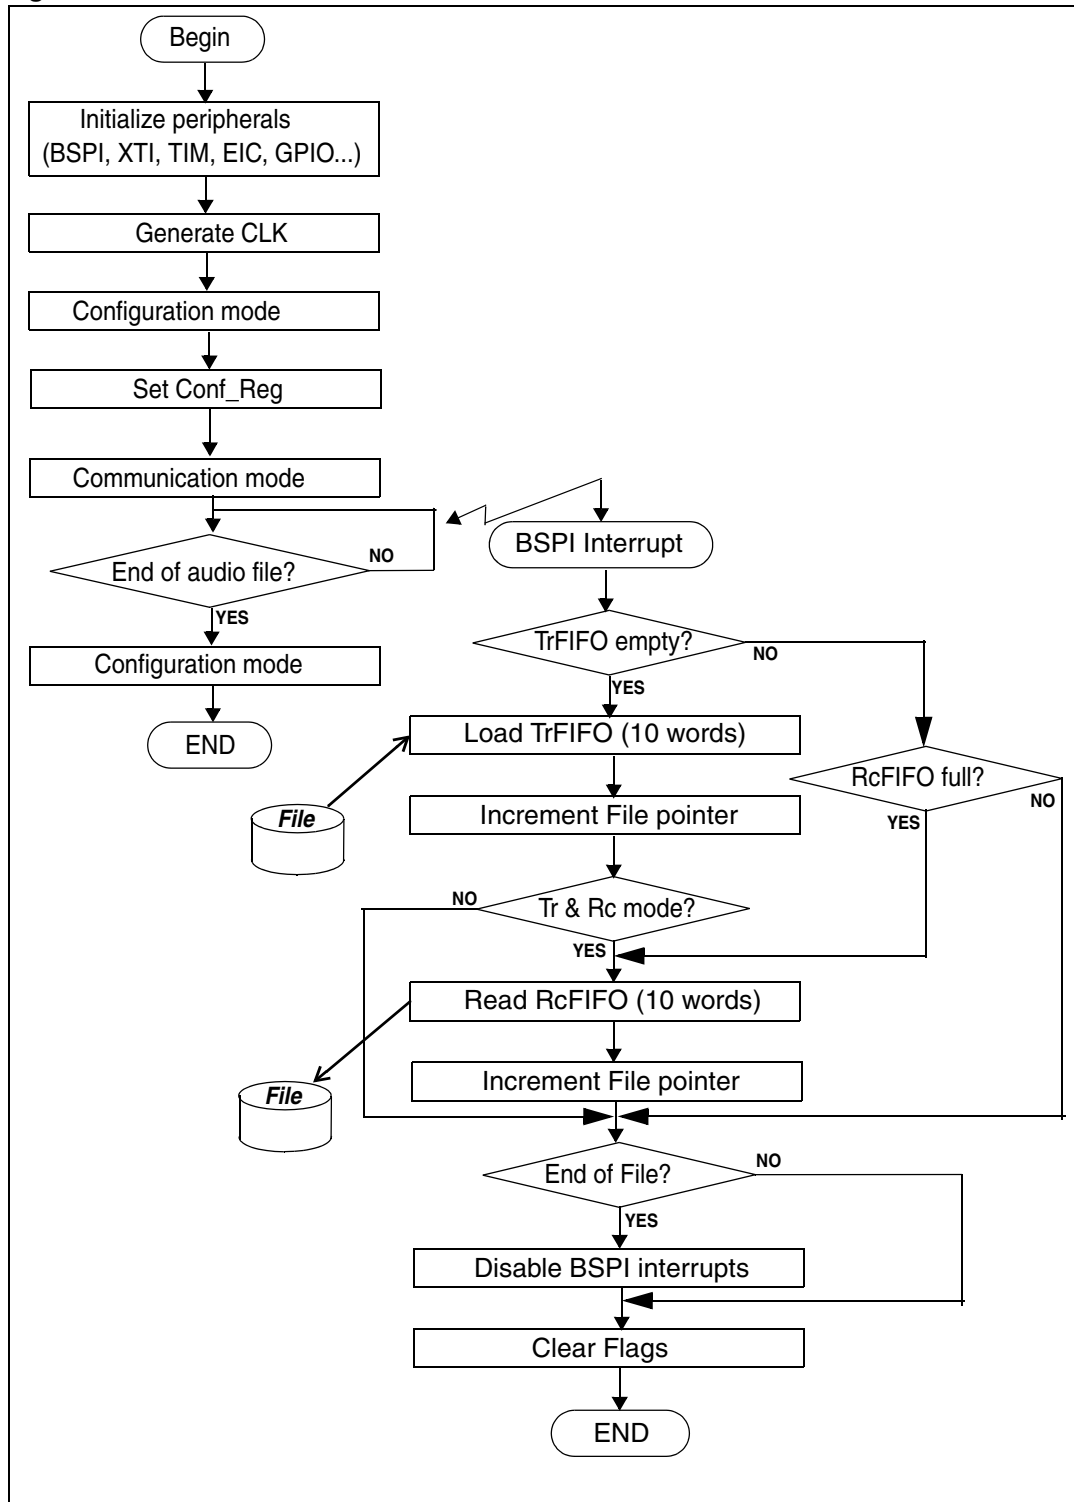 Begin
Initialize peripherals
(BSPI, XTI, TIM, EIC, GPIO...)
Generate CLK
Configuration mode
Set Conf_Reg
Communication mode
End of audio file?
NO
YES
Configuration mode
END
BSPI Interrupt
TrFIFO empty?
NO
YES
Load TrFIFO (10 words)
File
RcFIFO full?
NO
YES
Increment File pointer
Tr & Rc mode?
NO
YES
Read RcFIFO (10 words)
File
Increment File pointer
End of File?
NO
YES
Disable BSPI interrupts
Clear Flags
END